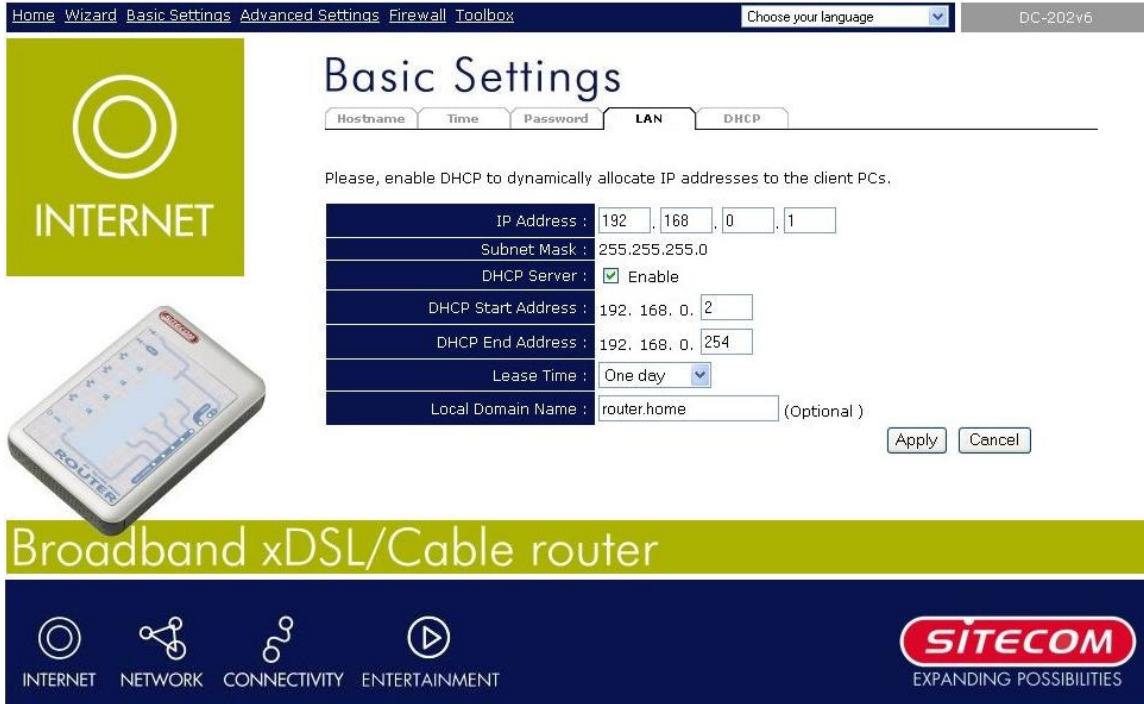 Home Wizard Basic Settings Advanced Settings Firewall Toolbox Choose your language DC-202v6
Basic Settings
Hostname Time Password LAN DHCP
Please, enable DHCP to dynamically allocate IP addresses to the client PCs.
INTERNET
IP Address : 192 . 168 . 0 . 1
Subnet Mask : 255.255.255.0
DHCP Server : Enable
DHCP Start Address : 192. 168. 0. 2
DHCP End Address : 192. 168. 0. 254
Lease Time : One day
Local Domain Name : router.home (Optional )
Apply Cancel
SITECOM
ROUTER
Broadband xDSL/Cable router
INTERNET NETWORK CONNECTIVITY ENTERTAINMENT
SITECOM
EXPANDING POSSIBILITIES